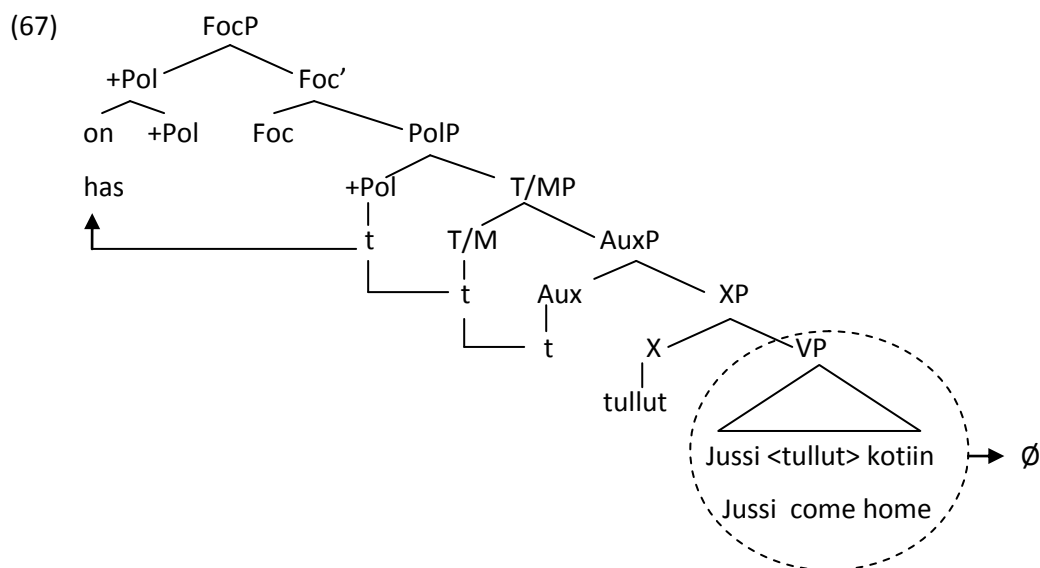 (67)
FocP
+Pol Foc’
on +Pol Foc PolP
has +Pol T/MP
t T/M AuxP
t Aux XP
t X VP
tullut
Jussi <tullut> kotiin Ø
Jussi come home